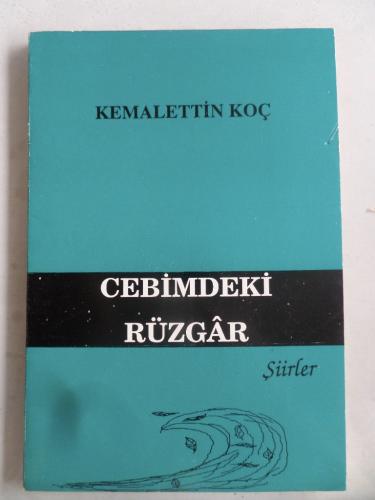 KEMALETTİN KOÇ
CEBİMDEKİ
RÜZGÂR
Şiirler